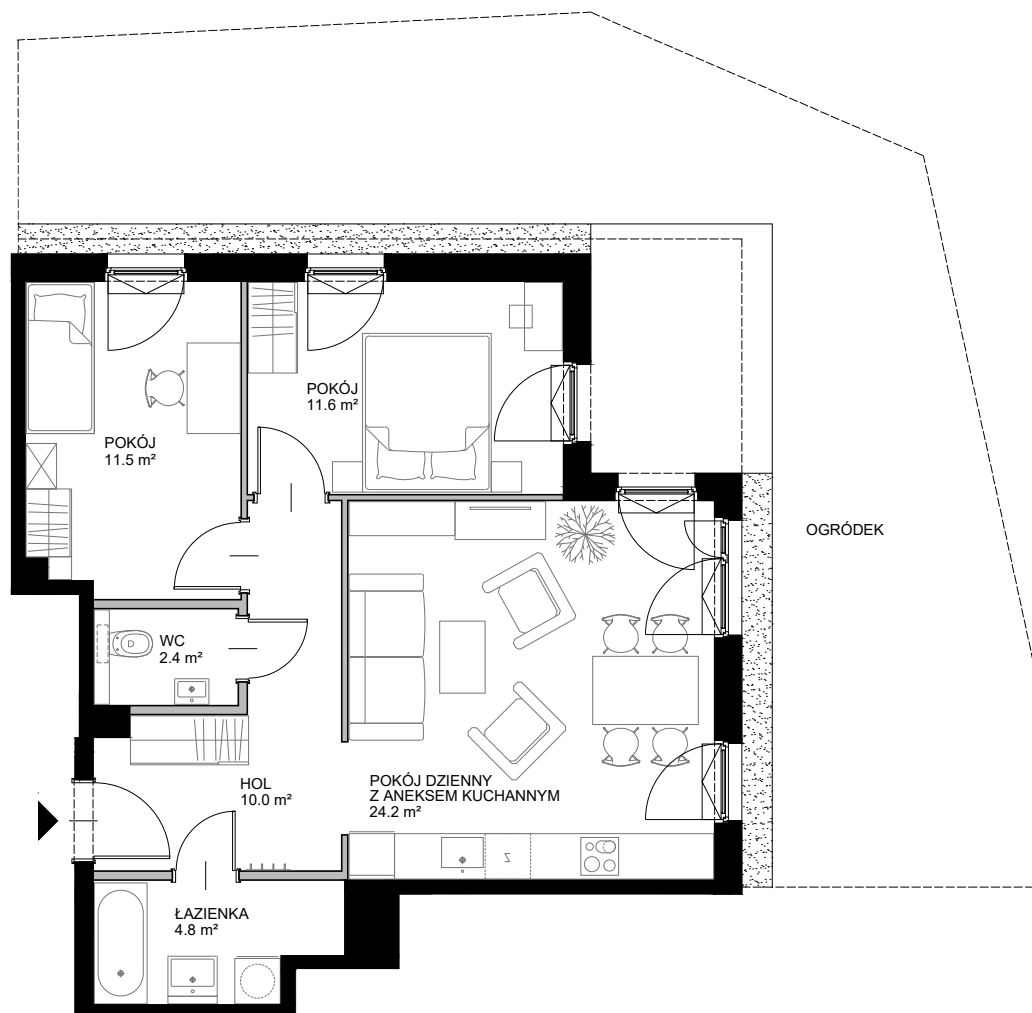 POKÓJ
11.6 m²
POKÓJ
11.5 m²
OGRÓDEK
WC
2.4 m²
HOL
10.0 m²
POKÓJ DZIENNY
Z ANEKSEM KUCHANNYM
24.2 m²
Z
ŁAZIENKA
4.8 m²